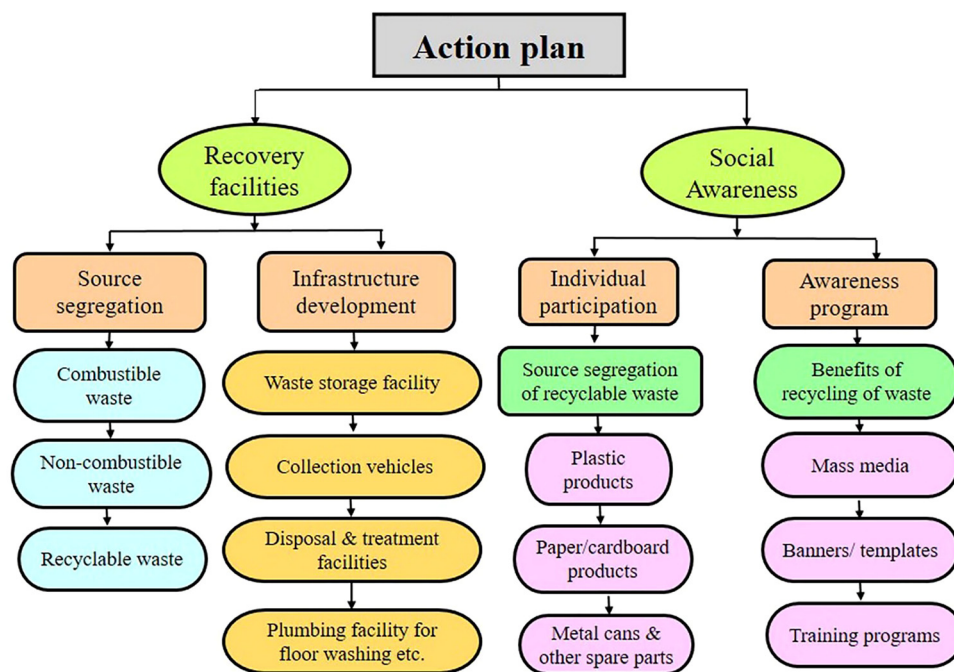 Action plan
Recovery
facilities
Social
Awareness
Source
segregation
Infrastructure
development
Individual
participation
Awareness
program
Combustible
waste
Waste storage facility
Source segregation
of recyclable waste
Benefits of
recycling of waste
Non-combustible
waste
Collection vehicles
Plastic
products
Mass media
Recyclable waste
Disposal & treatment
facilities
Paper/cardboard
products
Banners/ templates
Plumbing facility for
floor washing etc.
Metal cans &
other spare parts
Training programs